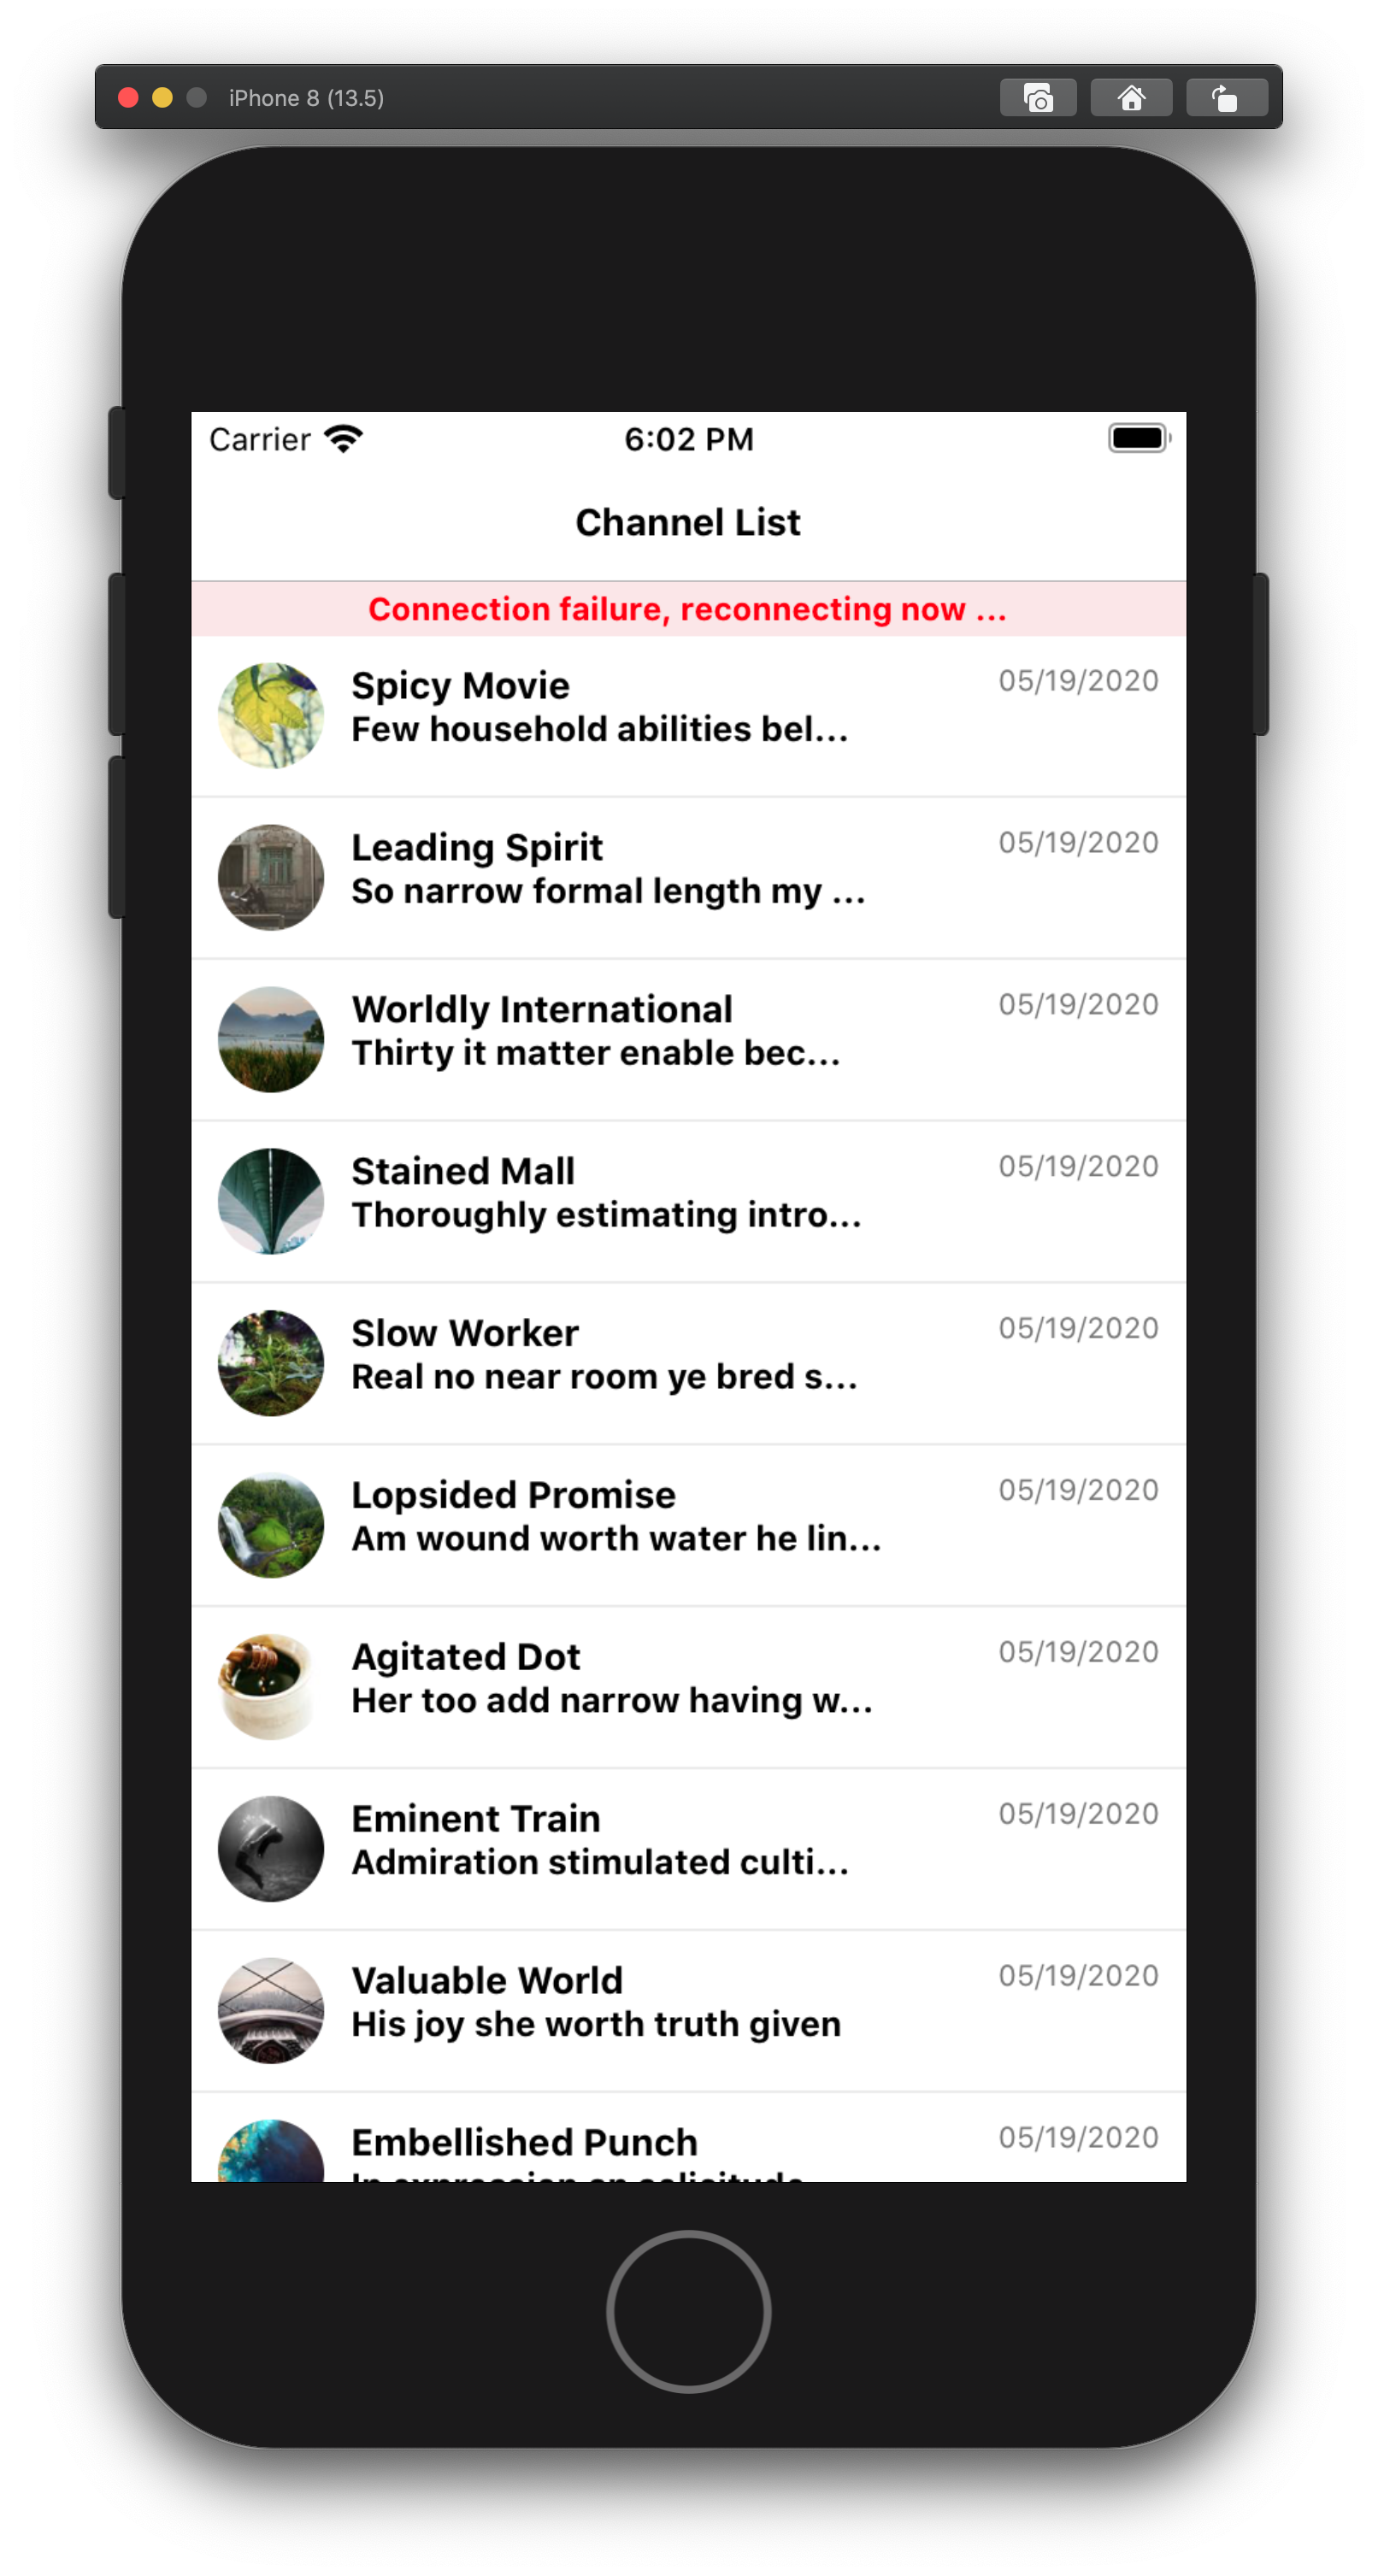 iPhone 8 (13.5)
Carrier 6:02 PM
Channel List
Connection failure, reconnecting now ...
Spicy Movie 05/19/2020
Few household abilities bel...
Leading Spirit 05/19/2020
So narrow formal length my ...
Worldly International 05/19/2020
Thirty it matter enable bec...
Stained Mall 05/19/2020
Thoroughly estimating intro...
Slow Worker 05/19/2020
Real no near room ye bred s...
Lopsided Promise 05/19/2020
Am wound worth water he lin...
Agitated Dot 05/19/2020
Her too add narrow having w...
Eminent Train 05/19/2020
Admiration stimulated culti...
Valuable World 05/19/2020
His joy she worth truth given
Embellished Punch 05/19/2020
In expression an solicitude